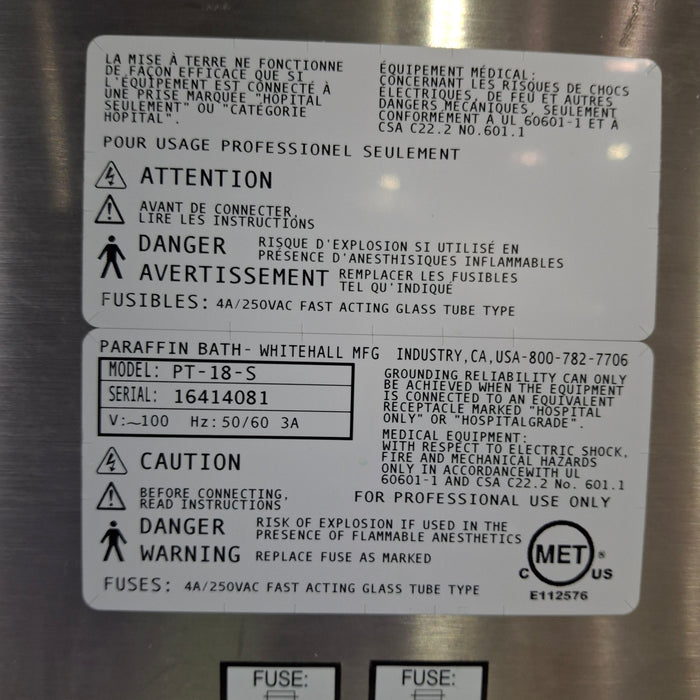 LA MISE À TERRE NE FONCTIONNE
DE FAÇON EFFICACE QUE SI
L'ÉQUIPEMENT EST CONNECTÉ À
UNE PRISE MARQUÉE "HOPITAL
SEULEMENT" OU "CATÉGORIE
HÔPITAL".
ÉQUIPEMENT MÉDICAL:
CONCERNANT LES RISQUES DE CHOCS
ÉLECTRIQUES, DE FEU ET AUTRES
DANGERS MÉCANIQUES, SEULEMENT
CONFORMÉMENT À UL 60601-1 ET À
CSA C22.2 NO.601.1
POUR USAGE PROFESSIONEL SEULEMENT
ATTENTION
AVANT DE CONNECTER,
LIRE LES INSTRUCTIONS
DANGER RISQUE D'EXPLOSION SI UTILISÉ EN
PRÉSENCE D'ANESTHISIQUES INFLAMMABLES
AVERTISSEMENT REMPLACER LES FUSIBLES
TEL QU'INDIQUÉ
FUSIBLES: 4A/250VAC FAST ACTING GLASS TUBE TYPE
PARAFFIN BATH- WHITEHALL MFG INDUSTRY,CA,USA-800-782-7706
MODEL: PT-18-S
SERIAL: 16414081
V:~100 Hz: 50/60 3A
GROUNDING RELIABILITY CAN ONLY
BE ACHIEVED WHEN THE EQUIPMENT
IS CONNECTED TO AN EQUIVALENT
RECEPTACLE MARKED "HOSPITAL
ONLY" OR "HOSPITALGRADE".
MEDICAL EQUIPMENT:
WITH RESPECT TO ELECTRIC SHOCK,
FIRE AND MECHANICAL HAZARDS
ONLY IN ACCORDANCEWITH UL
60601-1 AND CSA C22.2 No. 601.1
CAUTION
BEFORE CONNECTING,
READ INSTRUCTIONS
FOR PROFESSIONAL USE ONLY
DANGER RISK OF EXPLOSION IF USED IN THE
PRESENCE OF FLAMMABLE ANESTHETICS
WARNING REPLACE FUSE AS MARKED
FUSES: 4A/250VAC FAST ACTING GLASS TUBE TYPE
MET ®
C US
E112576
FUSE: FUSE: